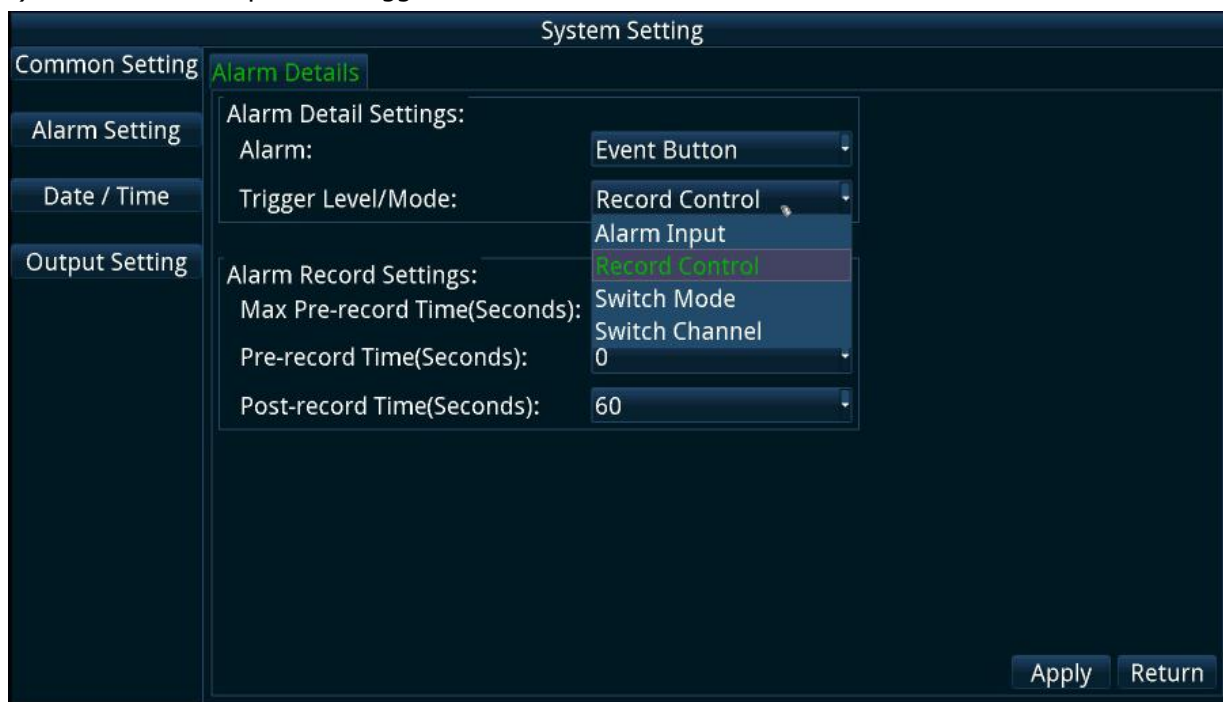 System Setting
Common Setting
Alarm Details
Alarm Setting
Date / Time
Output Setting
Alarm Detail Settings:
Alarm: Event Button
Trigger Level/Mode: Record Control
Alarm Input
Record Control
Switch Mode
Switch Channel
Alarm Record Settings:
Max Pre-record Time(Seconds):
Pre-record Time(Seconds): 0
Post-record Time(Seconds): 60
Apply Return